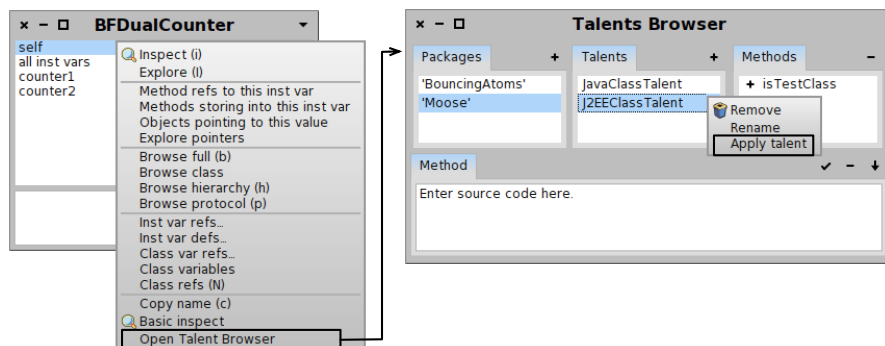 BFDualCounter
self
all inst vars
counter1
counter2
Inspect (i)
Explore (I)
Method refs to this inst var
Methods storing into this inst var
Objects pointing to this value
Explore pointers
Browse full (b)
Browse class
Browse hierarchy (h)
Browse protocol (p)
Inst var refs...
Inst var defs...
Class var refs...
Class variables
Class refs (N)
Copy name (c)
Basic inspect
Open Talent Browser
Talents Browser
Packages + Talents + Methods –
'BouncingAtoms'
'Moose'
JavaClassTalent
J2EEClassTalent
+ isTestClass
Remove
Rename
Apply talent
Method
Enter source code here.